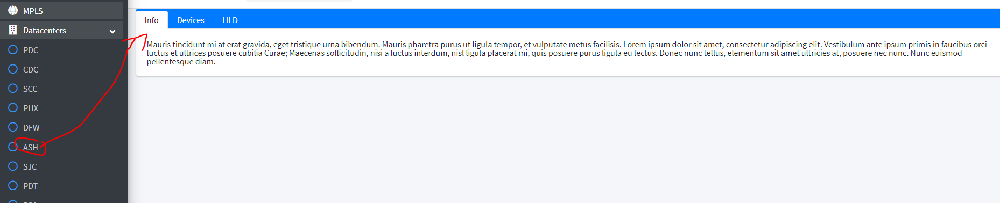 MPLS
Datacenters
PDC
CDC
SCC
PHX
DFW
ASH
SJC
PDT
Info Devices HLD
Mauris tincidunt mi at erat gravida, eget tristique urna bibendum. Mauris pharetra purus ut ligula tempor, et vulputate metus facilisis. Lorem ipsum dolor sit amet, consectetur adipiscing elit. Vestibulum ante ipsum primis in faucibus orci
luctus et ultrices posuere cubilia Curae; Maecenas sollicitudin, nisi a luctus interdum, nisl ligula placerat mi, quis posuere purus ligula eu lectus. Donec nunc tellus, elementum sit amet ultricies at, posuere nec nunc. Nunc euismod
pellentesque diam.